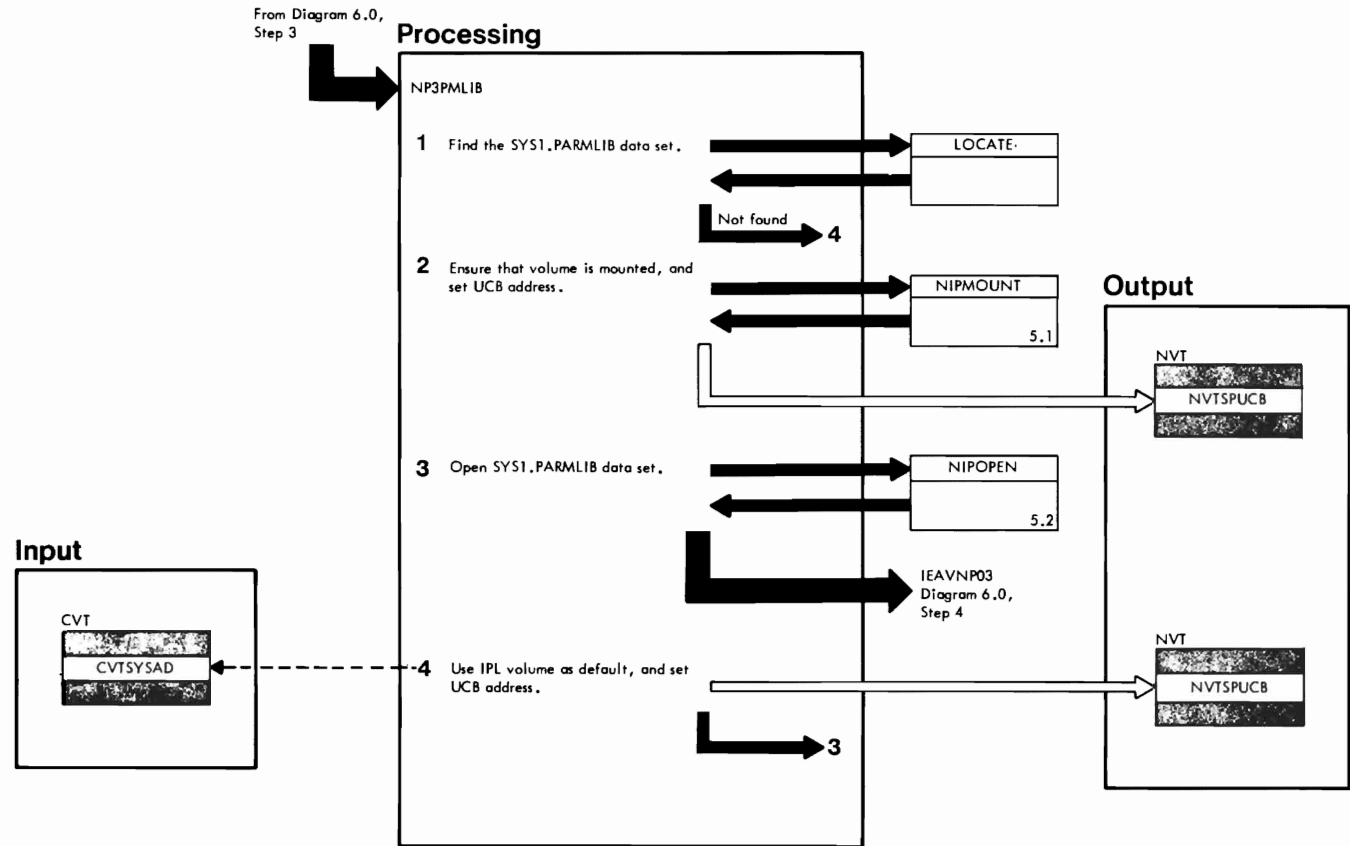 From Diagram 6.0,
Step 3
Processing
NP3PMLIB
1 Find the SYS1.PARMLIB data set.
LOCATE
Not found
4
2 Ensure that volume is mounted, and
set UCB address.
NIPMOUNT
5.1
Output
NVT
NVTSPUCB
3 Open SYS1.PARMLIB data set.
NIPOPEN
5.2
IEAVNP03
Diagram 6.0,
Step 4
Input
CVT
CVTSYSAD
4 Use IPL volume as default, and set
UCB address.
NVT
NVTSPUCB
3